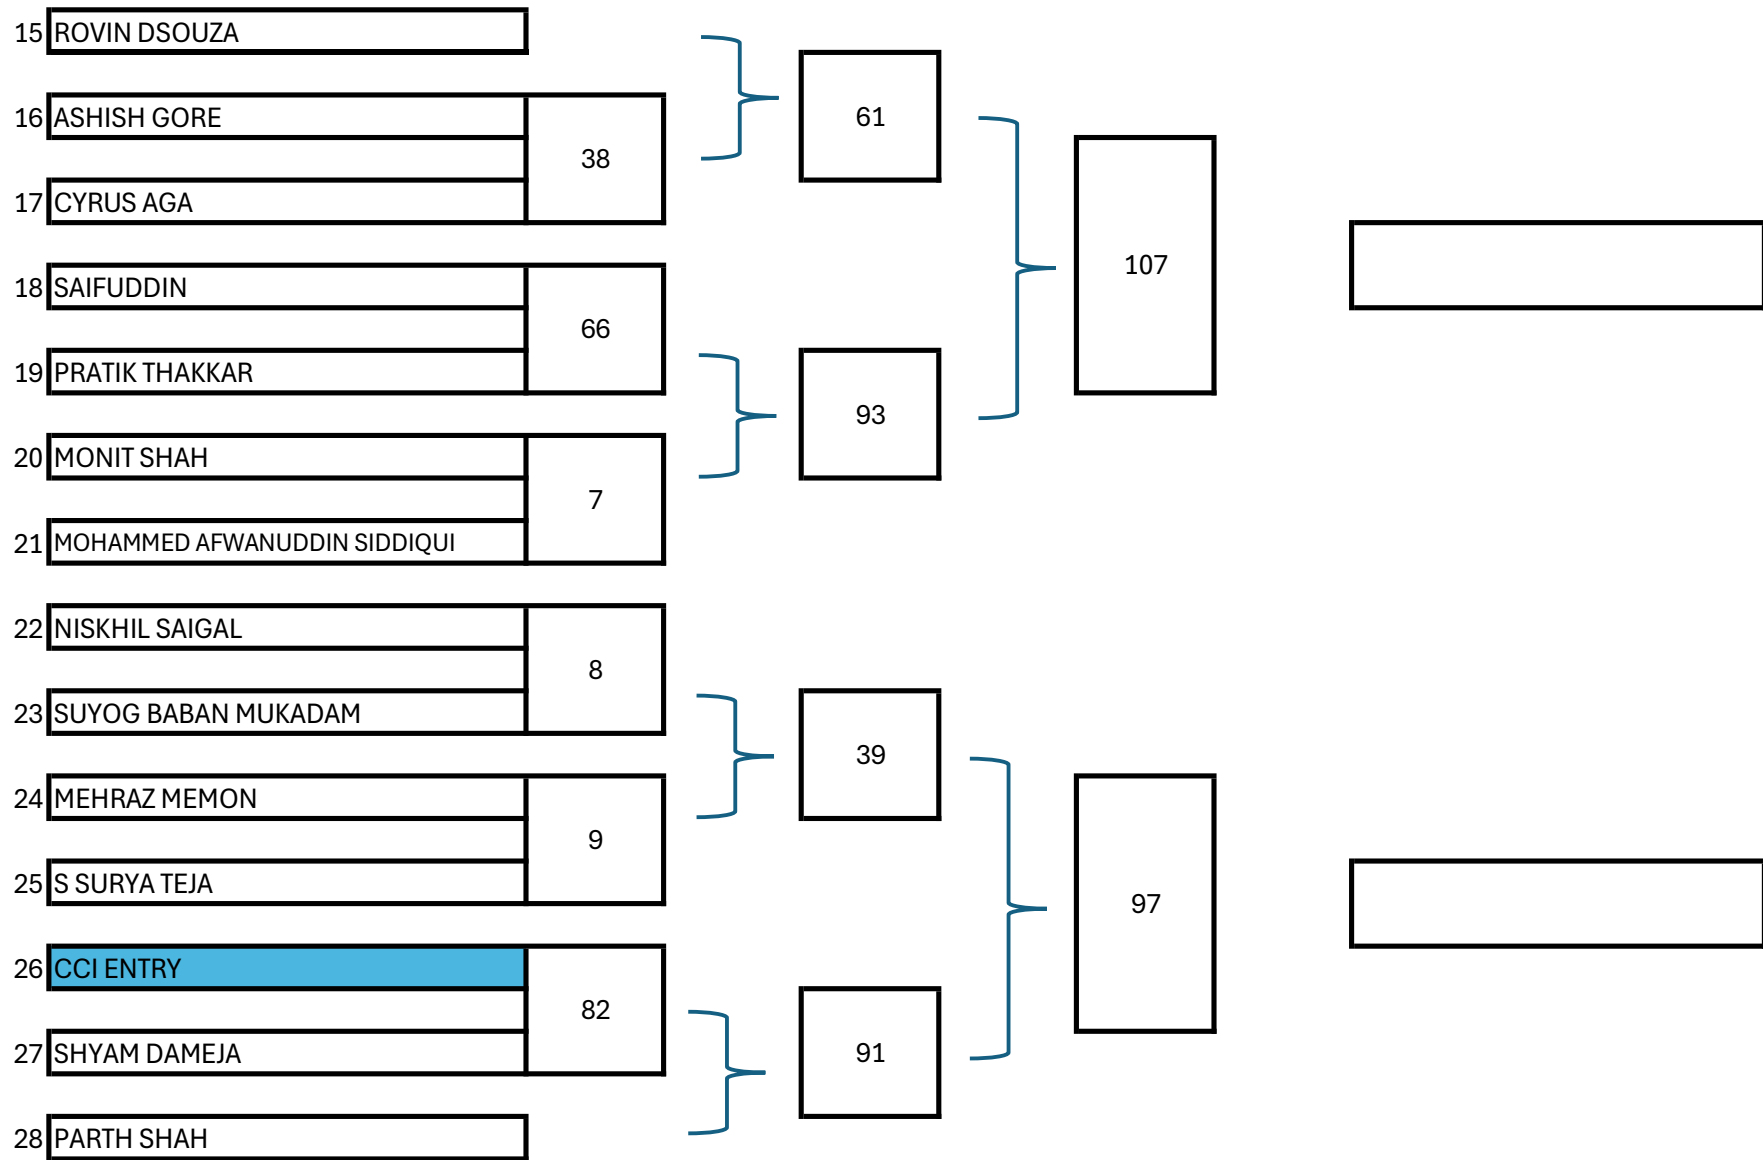 15 ROVIN DSOUZA
61
16 ASHISH GORE
38
17 CYRUS AGA
107
18 SAIFUDDIN
66
19 PRATIK THAKKAR
93
20 MONIT SHAH
7
21 MOHAMMED AFWANUDDIN SIDDIQUI
22 NISKHIL SAIGAL
8
23 SUYOG BABAN MUKADAM
39
24 MEHRAZ MEMON
9
25 S SURYA TEJA
97
26 CCI ENTRY
82
27 SHYAM DAMEJA
91
28 PARTH SHAH